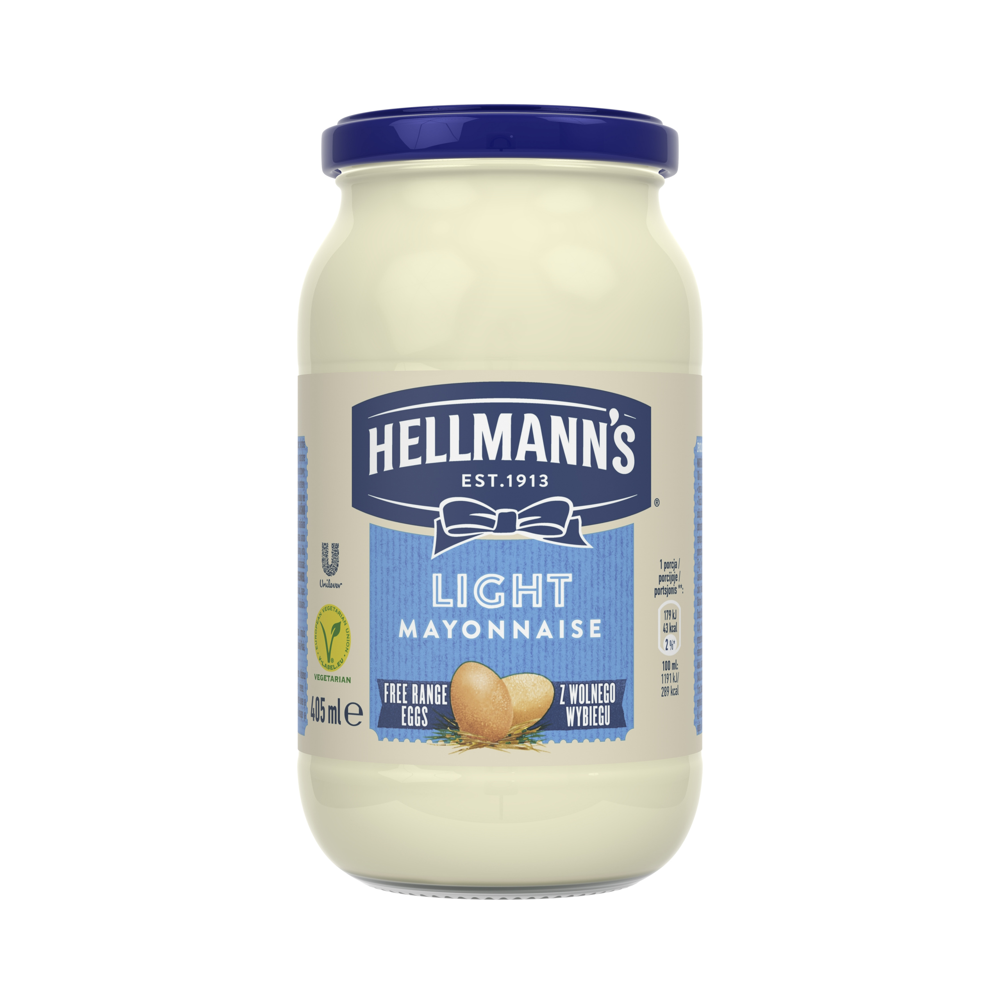 HELLMANN'S
EST.1913
®
LIGHT
MAYONNAISE
FREE RANGE
EGGS
Z WOLNEGO
WYBIEGU
Unilever
EUROPEAN VEGETARIAN UNION
V-LABEL.EU
VEGETARIAN
405 ml e
1 porcja /
porcijoje /
portsjonis **:
179 kJ
43 kcal
2 %*
100 ml:
1191 kJ/
289 kcal